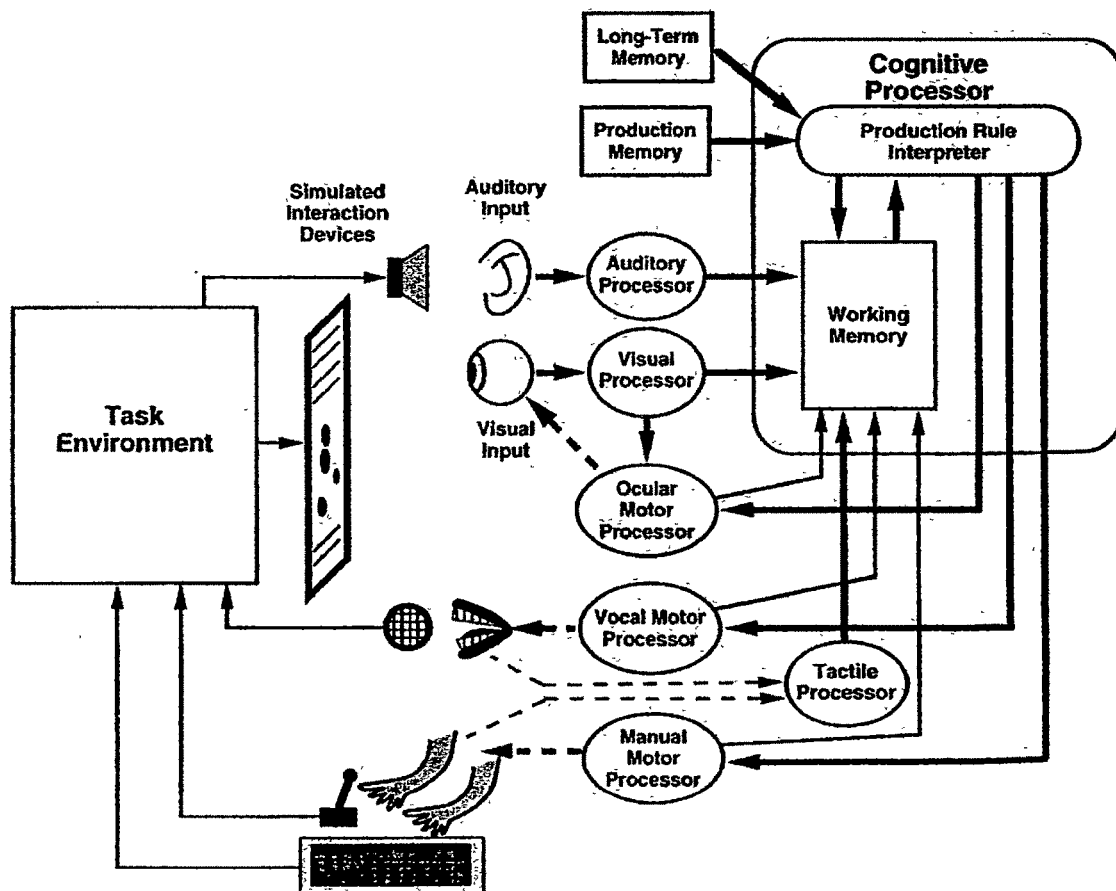 Long-Term
Memory
Cognitive
Processor
Production
Memory
Production Rule
Interpreter
Simulated
Interaction
Devices
Auditory
Input
Auditory
Processor
Working
Memory
Visual
Processor
Task
Environment
Visual
Input
Ocular
Motor
Processor
Vocal Motor
Processor
Tactile
Processor
Manual
Motor
Processor